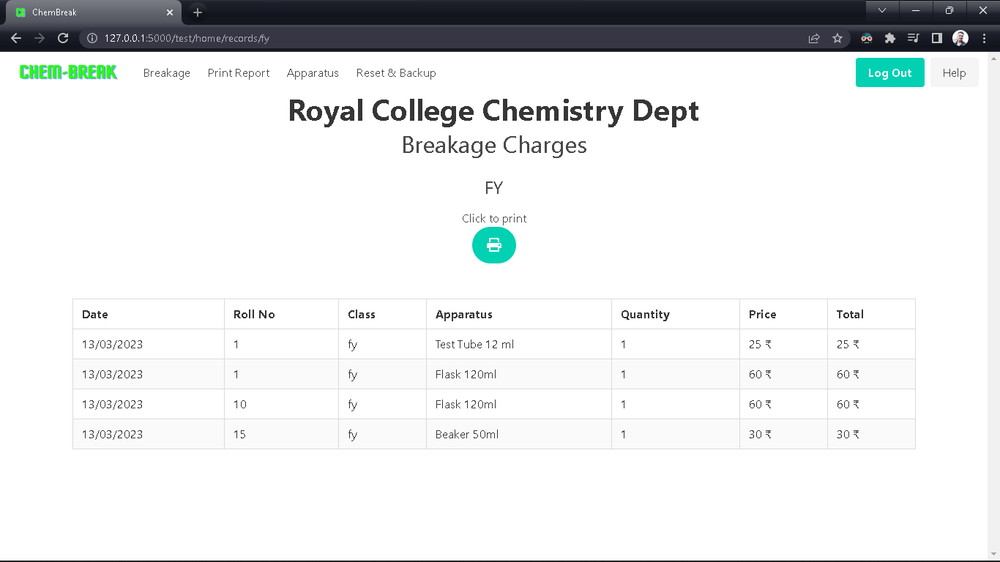 ChemBreak
127.0.0.1:5000/test/home/records/fy
CHEM-BREAK Breakage Print Report Apparatus Reset & Backup Log Out Help
Royal College Chemistry Dept
Breakage Charges
FY
Click to print
Date Roll No Class Apparatus Quantity Price Total
13/03/2023 1 fy Test Tube 12 ml 1 25 ₹ 25 ₹
13/03/2023 1 fy Flask 120ml 1 60 ₹ 60 ₹
13/03/2023 10 fy Flask 120ml 1 60 ₹ 60 ₹
13/03/2023 15 fy Beaker 50ml 1 30 ₹ 30 ₹